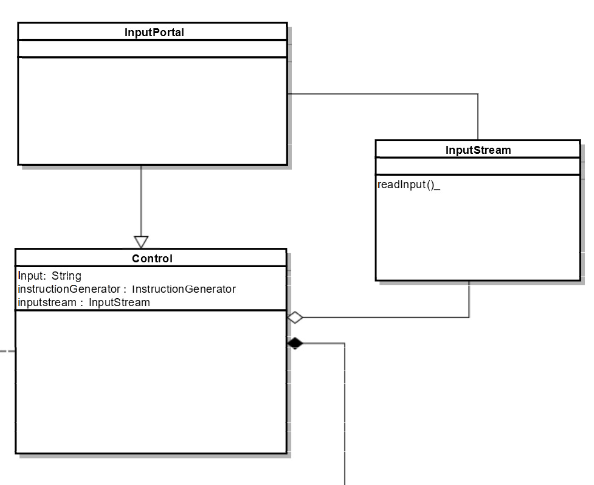 InputPortal
InputStream
readInput()_
Control
Input: String
instructionGenerator : InstructionGenerator
inputstream : InputStream